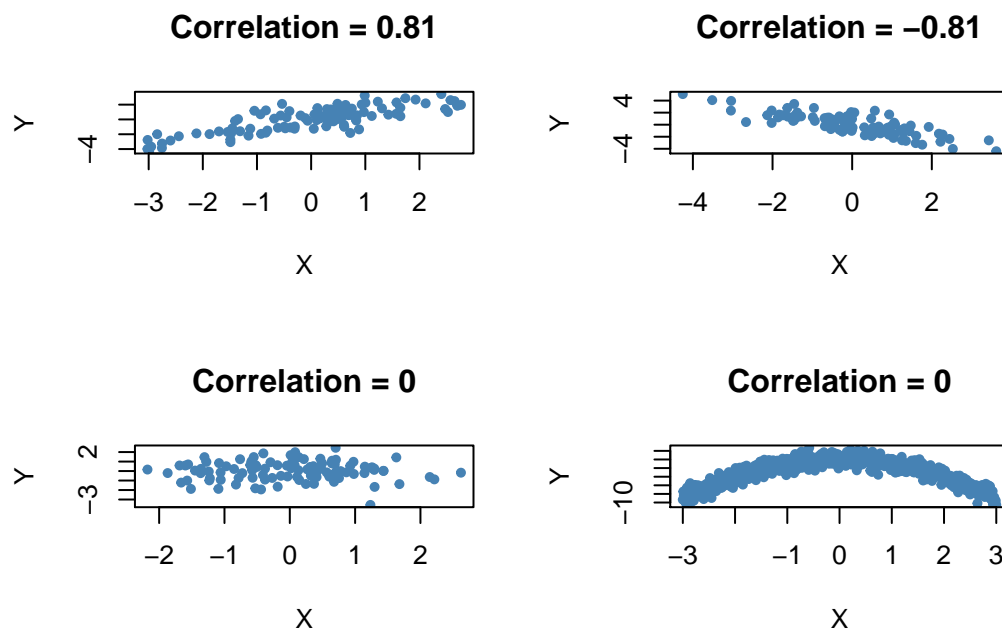 Correlation = 0.81
Y
−4
−3 −2 −1 0 1 2
X
Correlation = −0.81
Y
4
−4
−4 −2 0 2
X
Correlation = 0
Y
2
−3
−2 −1 0 1 2
X
Correlation = 0
Y
−10
−3 −1 0 1 2 3
X